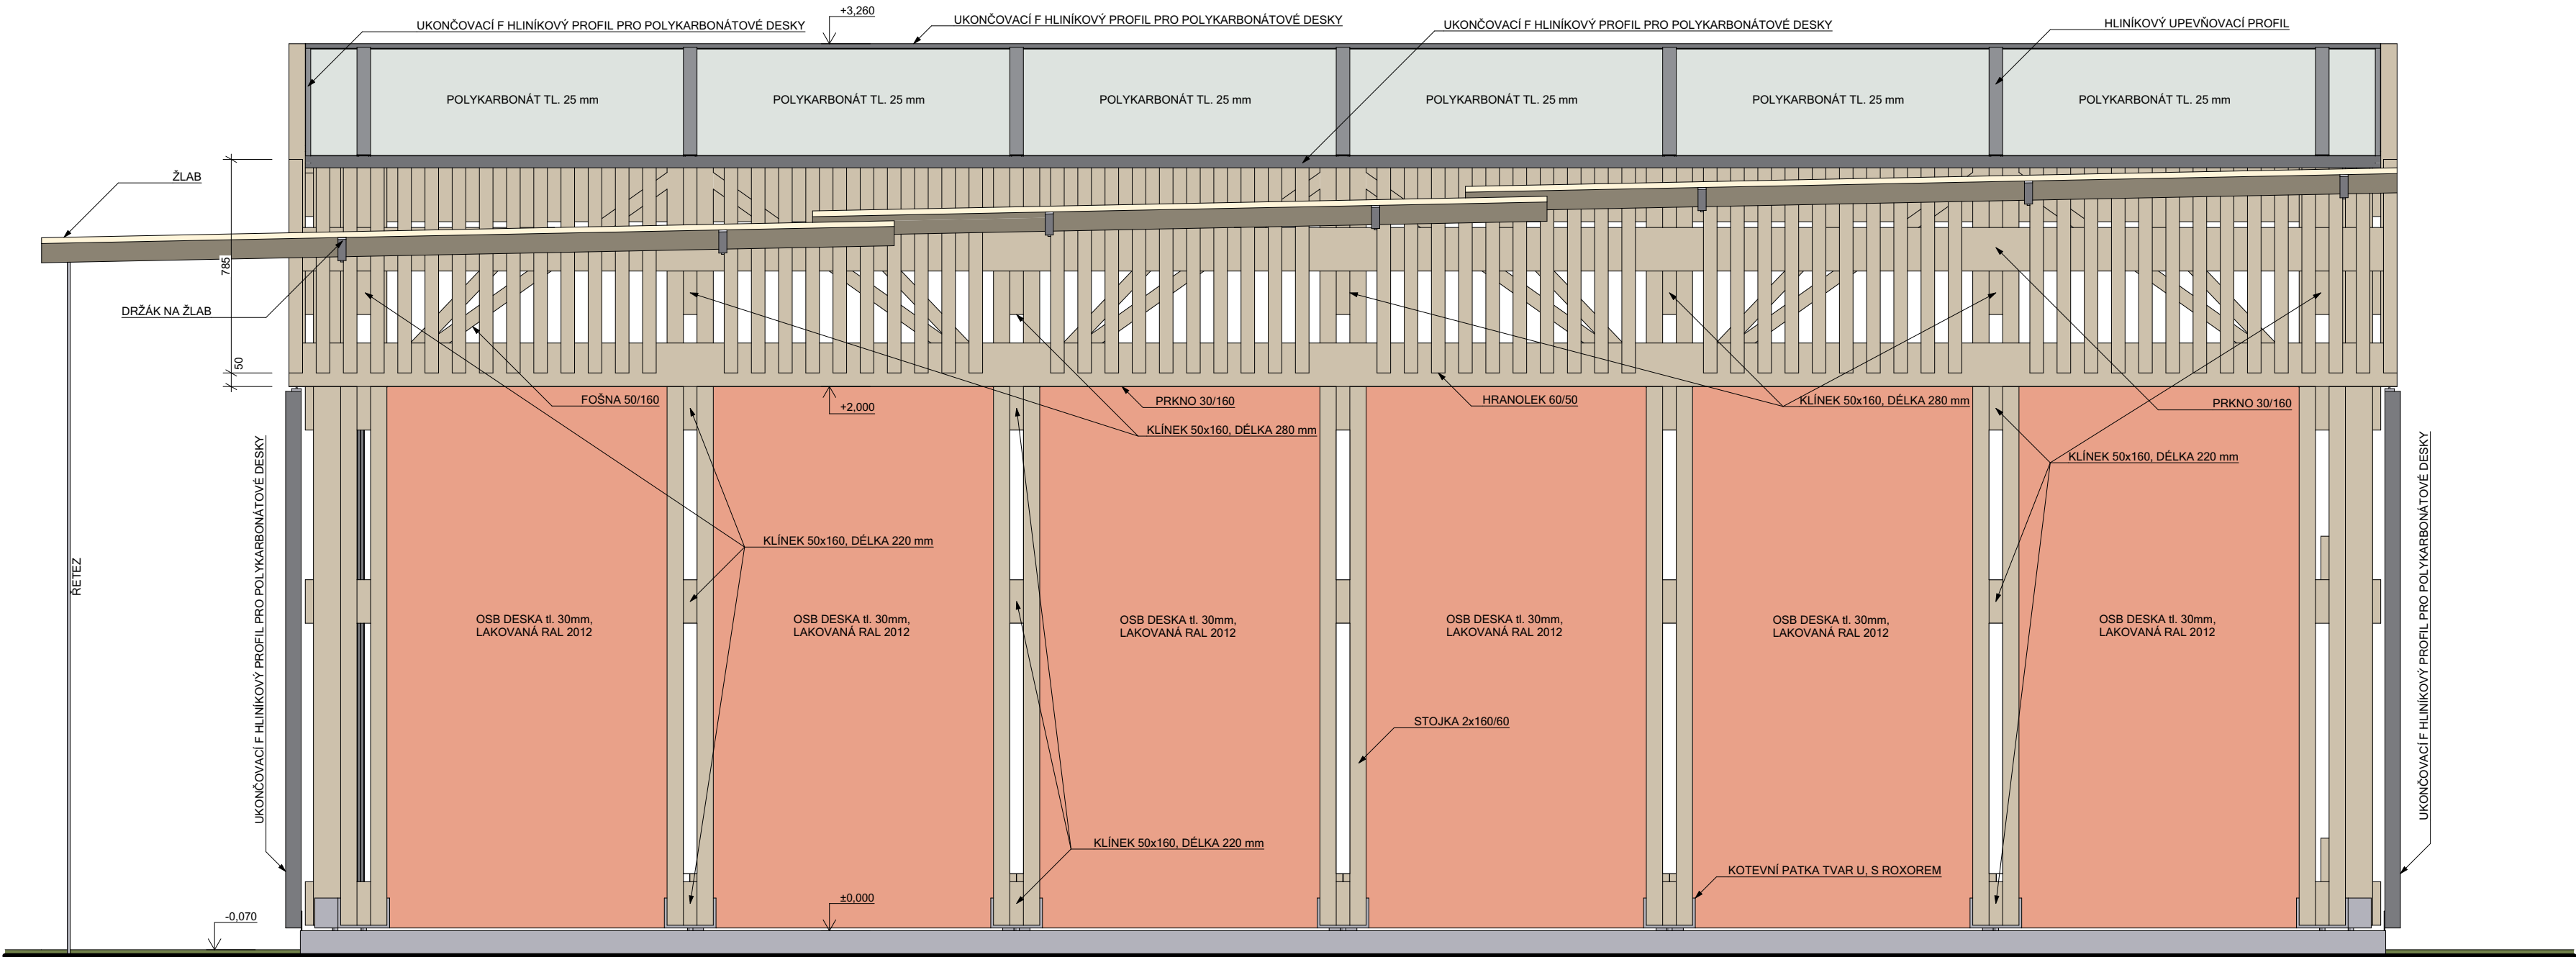 +3,260
UKONČOVACÍ F HLINÍKOVÝ PROFIL PRO POLYKARBONÁTOVÉ DESKY
UKONČOVACÍ F HLINÍKOVÝ PROFIL PRO POLYKARBONÁTOVÉ DESKY
UKONČOVACÍ F HLINÍKOVÝ PROFIL PRO POLYKARBONÁTOVÉ DESKY
HLINÍKOVÝ UPEVŇOVACÍ PROFIL
POLYKARBONÁT TL. 25 mm
POLYKARBONÁT TL. 25 mm
POLYKARBONÁT TL. 25 mm
POLYKARBONÁT TL. 25 mm
POLYKARBONÁT TL. 25 mm
POLYKARBONÁT TL. 25 mm
ŽLAB
785
DRŽÁK NA ŽLAB
50
FOŠNA 50/160
+2,000
PRKNO 30/160
HRANOLEK 60/50
KLÍNEK 50x160, DÉLKA 280 mm
PRKNO 30/160
KLÍNEK 50x160, DÉLKA 280 mm
KLÍNEK 50x160, DÉLKA 220 mm
UKONČOVACÍ F HLINÍKOVÝ PROFIL PRO POLYKARBONÁTOVÉ DESKY
UKONČOVACÍ F HLINÍKOVÝ PROFIL PRO POLYKARBONÁTOVÉ DESKY
KLÍNEK 50x160, DÉLKA 220 mm
ŘETEZ
OSB DESKA tl. 30mm,
LAKOVANÁ RAL 2012
OSB DESKA tl. 30mm,
LAKOVANÁ RAL 2012
OSB DESKA tl. 30mm,
LAKOVANÁ RAL 2012
OSB DESKA tl. 30mm,
LAKOVANÁ RAL 2012
OSB DESKA tl. 30mm,
LAKOVANÁ RAL 2012
OSB DESKA tl. 30mm,
LAKOVANÁ RAL 2012
STOJKA 2x160/60
KLÍNEK 50x160, DÉLKA 220 mm
KOTEVNÍ PATKA TVAR U, S ROXOREM
±0,000
-0,070